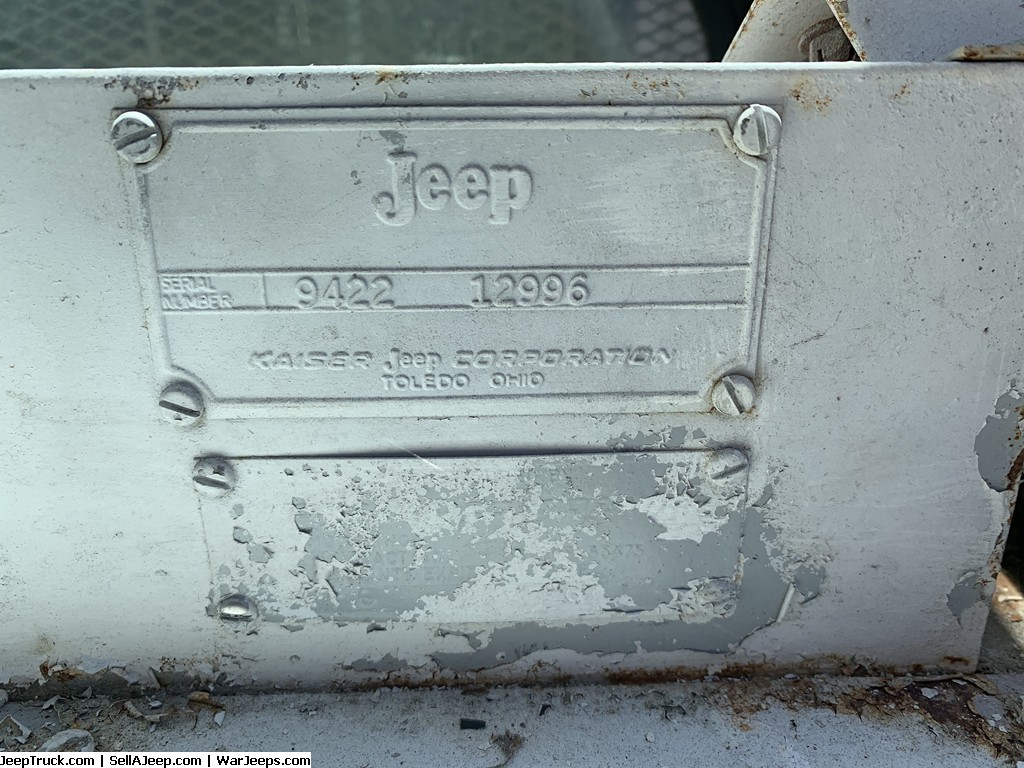 Jeep
SERIAL NUMBER 9422 12996
KAISER Jeep CORPORATION
TOLEDO OHIO
JeepTruck.com | SellAJeep.com | WarJeeps.com